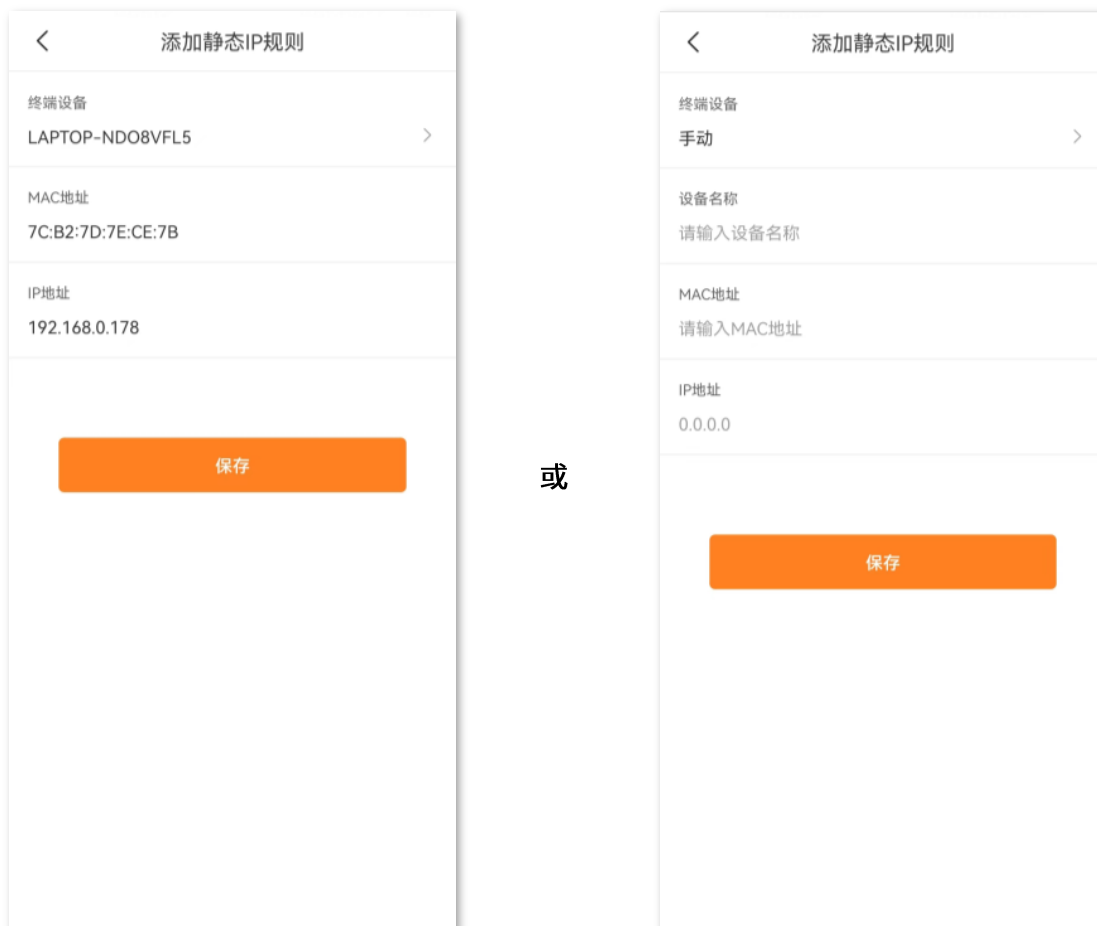 添加静态IP规则
终端设备
LAPTOP-NDO8VFL5
MAC地址
7C:B2:7D:7E:CE:7B
IP地址
192.168.0.178
保存
或
添加静态IP规则
终端设备
手动
设备名称
请输入设备名称
MAC地址
请输入MAC地址
IP地址
0.0.0.0
保存